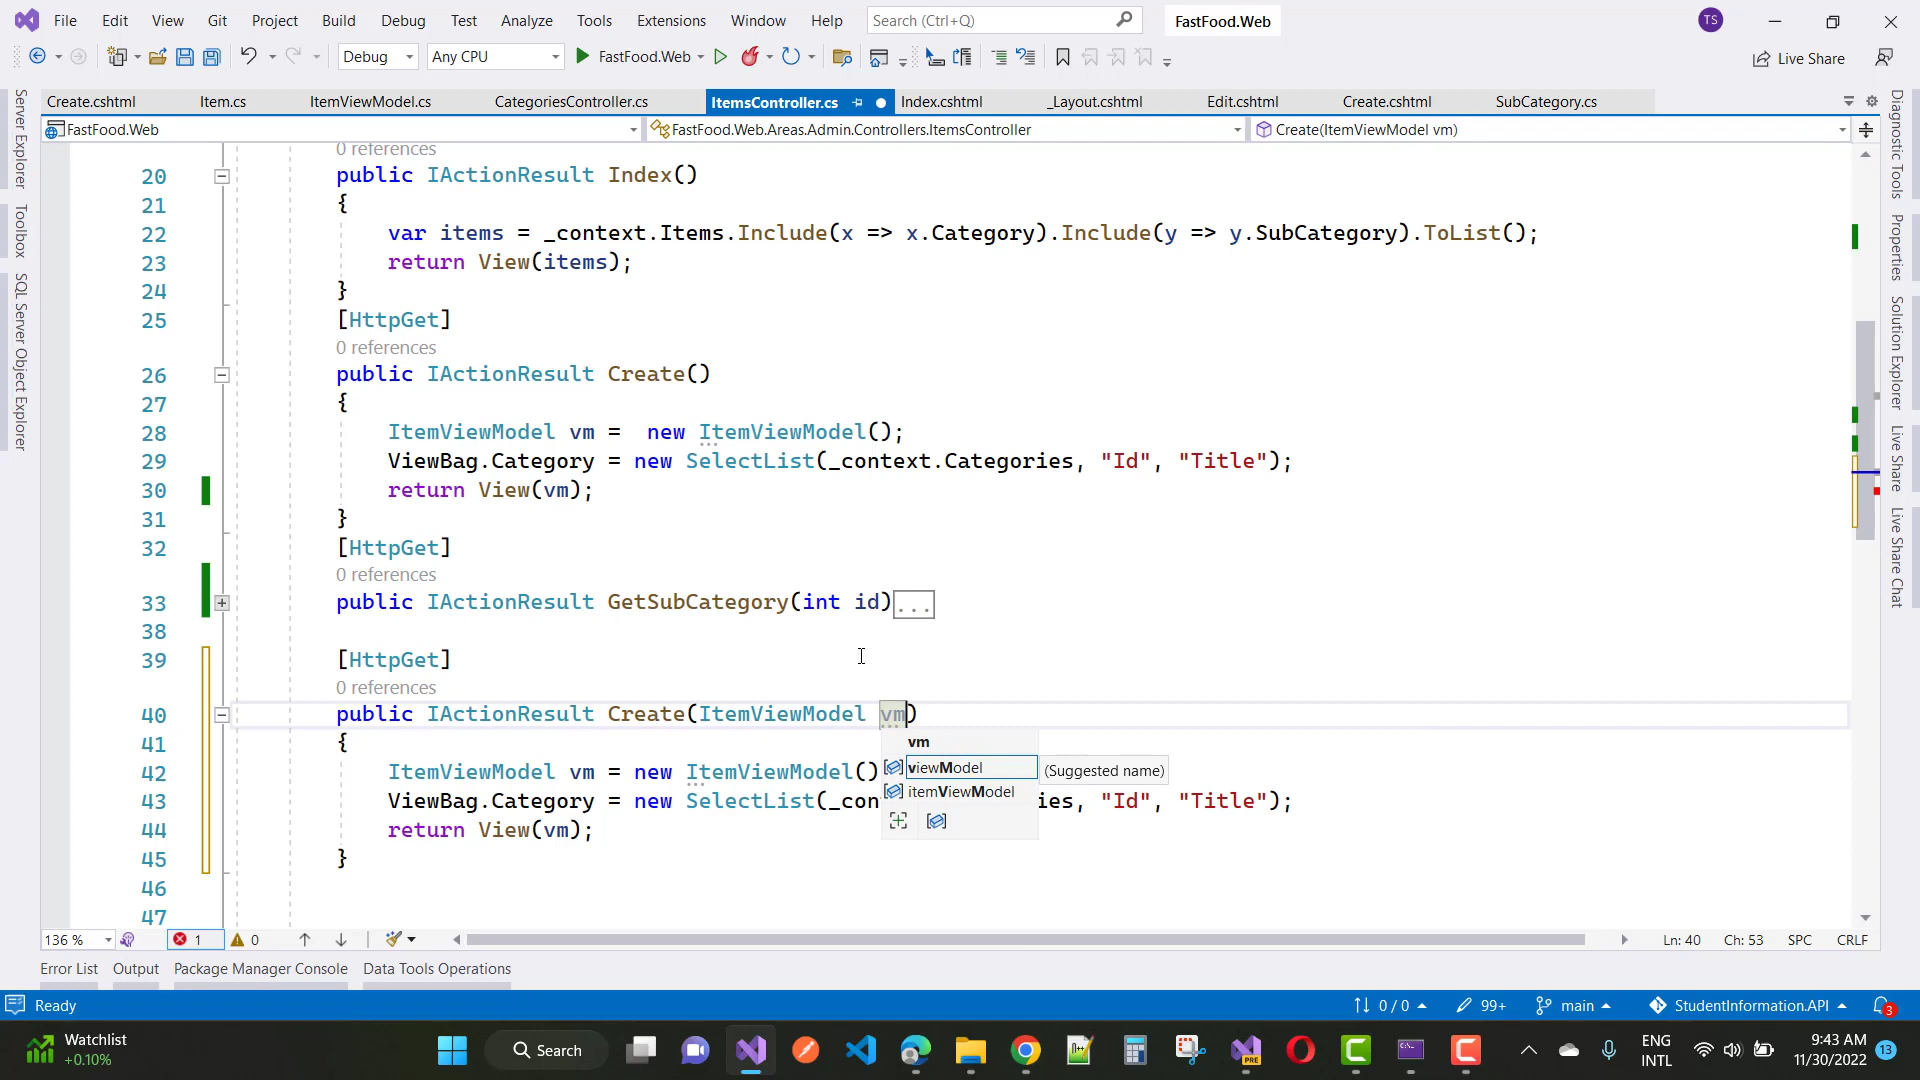 File Edit View Git Project Build Debug Test Analyze Tools Extensions Window Help Search (Ctrl+Q) FastFood.Web TS
Debug Any CPU FastFood.Web Live Share
Create.cshtml Item.cs ItemViewModel.cs CategoriesController.cs ItemsController.cs Index.cshtml _Layout.cshtml Edit.cshtml Create.cshtml SubCategory.cs
FastFood.Web FastFood.Web.Areas.Admin.Controllers.ItemsController Create(ItemViewModel vm)
Server Explorer
Toolbox
SQL Server Object Explorer
0 references
20 public IActionResult Index()
21 {
22 var items = _context.Items.Include(x => x.Category).Include(y => y.SubCategory).ToList();
23 return View(items);
24 }
25 [HttpGet]
0 references
26 public IActionResult Create()
27 {
28 ItemViewModel vm =  new ItemViewModel();
29 ViewBag.Category = new SelectList(_context.Categories, "Id", "Title");
30 return View(vm);
31 }
32 [HttpGet]
0 references
33 public IActionResult GetSubCategory(int id)...
38
39 [HttpGet]
0 references
40 public IActionResult Create(ItemViewModel vm)
41 {
42 ItemViewModel vm = new ItemViewModel()
43 ViewBag.Category = new SelectList(_con es, "Id", "Title");
44 return View(vm);
45 }
46
47
vm
viewModel (Suggested name)
itemViewModel
Diagnostic Tools
Properties
Solution Explorer
Live Share
Live Share Chat
136 % 1 0 Ln: 40 Ch: 53 SPC CRLF
Error List Output Package Manager Console Data Tools Operations
Ready 0 / 0 99+ main StudentInformation.API 3
Watchlist
+0.10%
Search
PRE
ENG
INTL
9:43 AM
11/30/2022
13